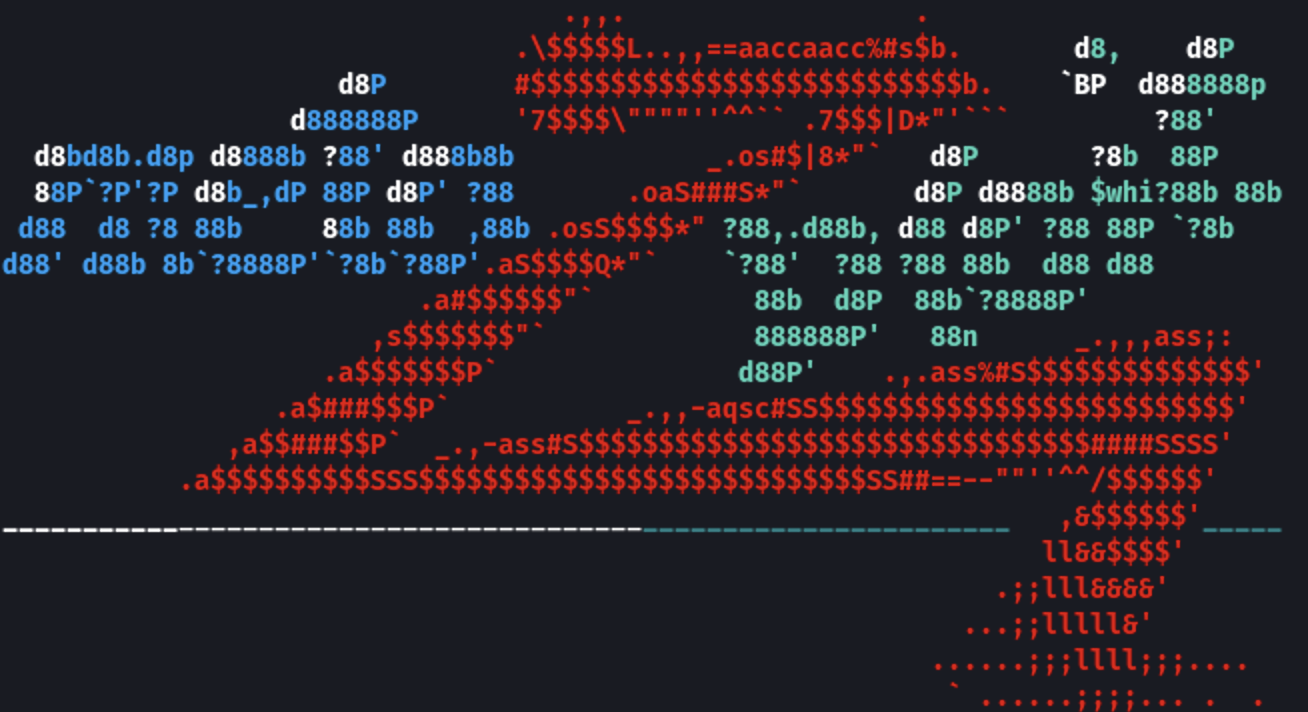 .,,.                  .
                                .\$$$$$L..,,==aaccaacc%#s$b.       d8,    d8P
                     d8P        #$$$$$$$$$$$$$$$$$$$$$$$$$$$b.    `BP  d888888p
                  d888888P      '7$$$$\""""''^^`` .7$$$|D*"'```         ?88'
  d8bd8b.d8p d8888b ?88' d888b8b            _.os#$|8*"`   d8P       ?8b  88P
  88P`?P'?P d8b_,dP 88P d8P' ?88       .oaS###S*"`       d8P d8888b $whi?88b 88b
 d88  d8 ?8 88b     88b 88b  ,88b .osS$$$$*" ?88,.d88b, d88 d8P' ?88 88P `?8b
d88' d88b 8b`?8888P'`?8b`?88P'.aS$$$$Q*"`    `?88'  ?88 ?88 88b  d88 d88
                          .a#$$$$$$"`          88b  d8P  88b`?8888P'
                       ,s$$$$$$$"`             888888P'   88n      _.,,,ass;:
                    .a$$$$$$$P`               d88P'    .,.ass%#S$$$$$$$$$$$$$$'
                 .a$###$$$P`           _.,,-aqsc#SS$$$$$$$$$$$$$$$$$$$$$$$$$$'
              ,a$$###$$P`  _.,-ass#S$$$$$$$$$$$$$$$$$$$$$$$$$$$$$$$$####SSSS'
           .a$$$$$$$$$$SSS$$$$$$$$$$$$$$$$$$$$$$$$$$$$SS##==--""''^^/$$$$$$'
_______________________________________________________________   ,&$$$$$$'_____
                                                                 ll&&$$$$'
                                                              .;;lll&&&&'
                                                            ...;;lllll&'
                                                          ......;;;llll;;;....
                                                           ` ......;;;;... .  .